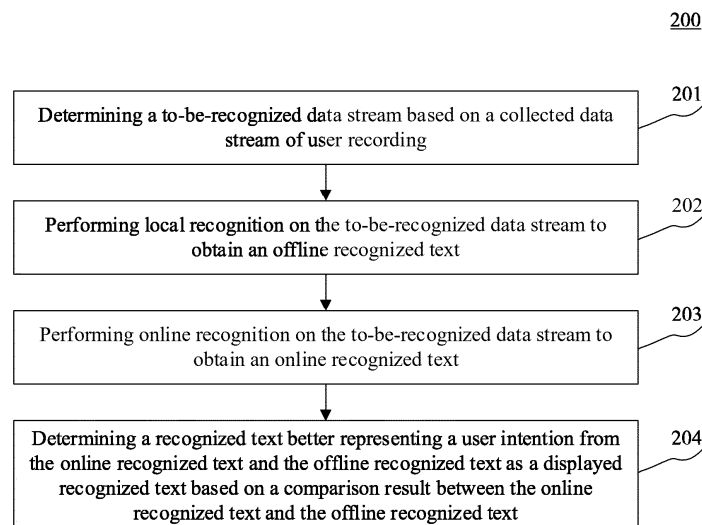 200
201
Determining a to-be-recognized data stream based on a collected data
stream of user recording
202
Performing local recognition on the to-be-recognized data stream to
obtain an offline recognized text
203
Performing online recognition on the to-be-recognized data stream to
obtain an online recognized text
204
Determining a recognized text better representing a user intention from
the online recognized text and the offline recognized text as a displayed
recognized text based on a comparison result between the online
recognized text and the offline recognized text